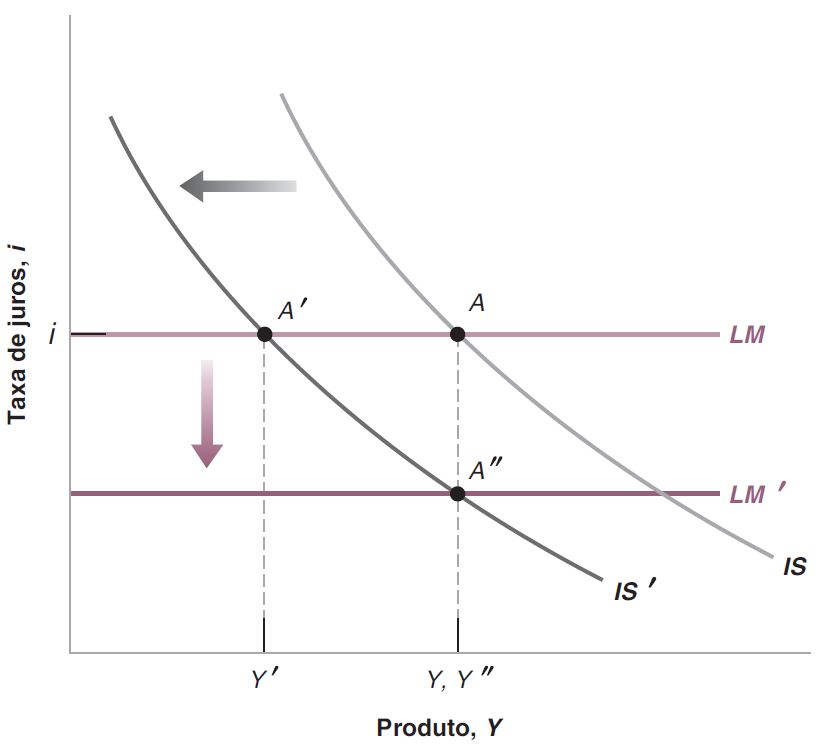 A
A′
i
LM
Taxa de juros, i
A″
LM′
IS
IS′
Y′
Y, Y″
Produto, Y